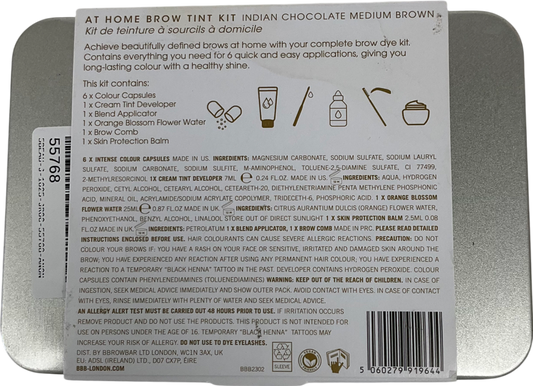 AT HOME BROW TINT KIT INDIAN CHOCOLATE MEDIUM BROWN
Kit de teinture à sourcils à domicile
Achieve beautifully defined brows at home with your complete brow dye kit.
Contains everything you need for 6 quick and easy applications, giving you
long-lasting colour with a healthy shine.
This kit contains:
6 x Colour Capsules
1 x Cream Tint Developer
1 x Blend Applicator
1 x Orange Blossom Flower Water
1 x Brow Comb
1 x Skin Protection Balm
55768
6 X INTENSE COLOUR CAPSULES MADE IN US. INGREDIENTS: MAGNESIUM CARBONATE, SODIUM SULFATE, SODIUM LAURYL
SULFATE, SODIUM CARBONATE, SODIUM SULFITE, M-AMINOPHENOL, TOLUENE-2,5-DIAMINE SULFATE, CI 77499,
2-METHYLRESORCINOL. 1X CREAM TINT DEVELOPER 7ML ℮ 0.24 FL OZ. MADE IN US. INGREDIENTS: AQUA, HYDROGEN
PEROXIDE, CETYL ALCOHOL, CETEARYL ALCOHOL, CETEARETH-20, DIETHYLENETRIAMINE PENTA METHYLENE PHOSPHONIC
ACID, MINERAL OIL, ACRYLAMIDE/SODIUM ACRYLATE COPOLYMER, TRIDECETH-6, PHOSPHORIC ACID. 1 X ORANGE BLOSSOM
FLOWER WATER 25ML ℮ 0.87 FL OZ MADE IN UK. INGREDIENTS: CITRUS AURANTIUM DULCIS (ORANGE) FLOWER WATER,
PHENOXYETHANOL, BENZYL ALCOHOL, LINALOOL STORE OUT OF DIRECT SUNLIGHT 1 X SKIN PROTECTION BALM 2.5ML 0.08
FL.OZ MADE IN UK INGREDIENTS: PETROLATUM 1 X BLEND APPLICATOR, 1 X BROW COMB MADE IN PRC. PLEASE READ DETAILED
INSTRUCTIONS ENCLOSED BEFORE USE. HAIR COLOURANTS CAN CAUSE SEVERE ALLERGIC REACTIONS. PRECAUTION: DO NOT
COLOUR YOUR BROWS IF: YOU HAVE A RASH ON YOUR FACE OR SENSITIVE, IRRITATED AND DAMAGED SKIN AROUND THE
BROW, YOU HAVE EXPERIENCED ANY REACTION AFTER USING ANY PERMANENT HAIR COLOUR. YOU HAVE EXPERIENCED A
REACTION TO A TEMPORARY "BLACK HENNA" TATTOO IN THE PAST. DEVELOPER CONTAINS HYDROGEN PEROXIDE. COLOUR
CAPSULES CONTAIN PHENYLENEDIAMINES (TOLUENEDIAMINES) WARNING: KEEP OUT OF THE REACH OF CHILDREN. IN CASE OF
INGESTION, SEEK MEDICAL ADVICE IMMEDIATELY AND SHOW OUTER PACK. AVOID CONTACT WITH EYES. IN CASE OF CONTACT
WITH EYES, RINSE IMMEDIATELY WITH PLENTY OF WATER AND SEEK MEDICAL ADVICE.
AN ALLERGY ALERT TEST MUST BE CARRIED OUT 48 HOURS PRIOR TO USE. IF IRRITATION OCCURS
REMOVE PRODUCT AND DO NOT USE THE PRODUCTS. THIS PRODUCT IS NOT INTENDED FOR
USE ON PERSONS UNDER THE AGE OF 16. TEMPORARY "BLACK HENNA" TATTOOS MAY
INCREASE YOUR RISK OF ALLERGY. DO NOT USE TO DYE EYELASHES.
DIST. BY BBROWBAR LTD LONDON, WC1N 3AX, UK
EU: ADSL (IRELAND) LTD., D07 CX7P, ÉIRE
BBB-LONDON.COM
BBB2302
SLEEVE
5 060279 919644